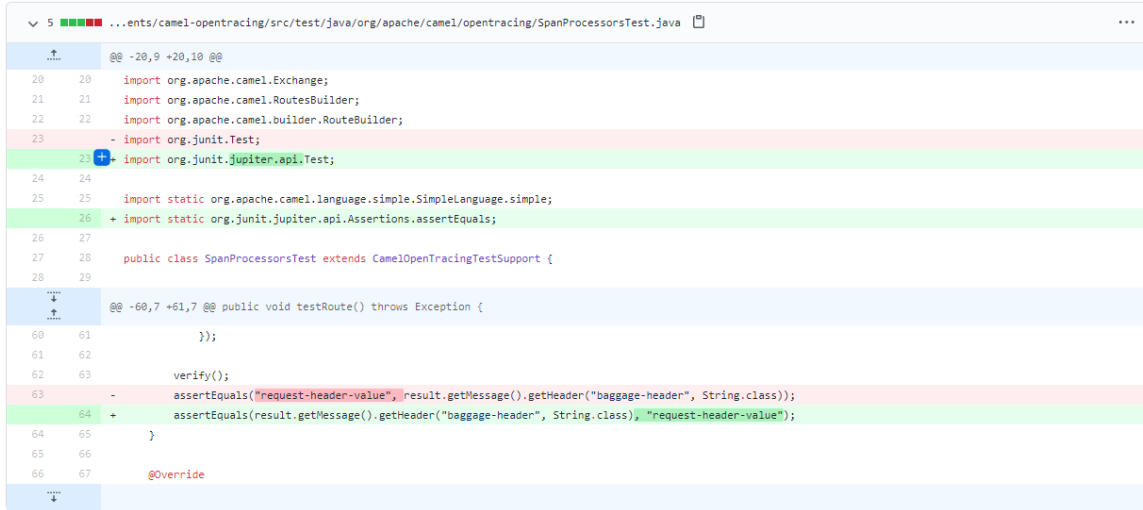 5 ...ents/camel-opentracing/src/test/java/org/apache/camel/opentracing/SpanProcessorsTest.java ...
@@ -20,9 +20,10 @@
20 20 import org.apache.camel.Exchange;
21 21 import org.apache.camel.RoutesBuilder;
22 22 import org.apache.camel.builder.RouteBuilder;
23 - import org.junit.Test;
23 + import org.junit.jupiter.api.Test;
24 24
25 25 import static org.apache.camel.language.simple.SimpleLanguage.simple;
26 + import static org.junit.jupiter.api.Assertions.assertEquals;
26 27
27 28 public class SpanProcessorsTest extends CamelOpenTracingTestSupport {
28 29
@@ -60,7 +61,7 @@ public void testRoute() throws Exception {
60 61 });
61 62
62 63 verify();
63 - assertEquals("request-header-value", result.getMessage().getHeader("baggage-header", String.class));
64 + assertEquals(result.getMessage().getHeader("baggage-header", String.class), "request-header-value");
64 65 }
65 66
66 67 @Override